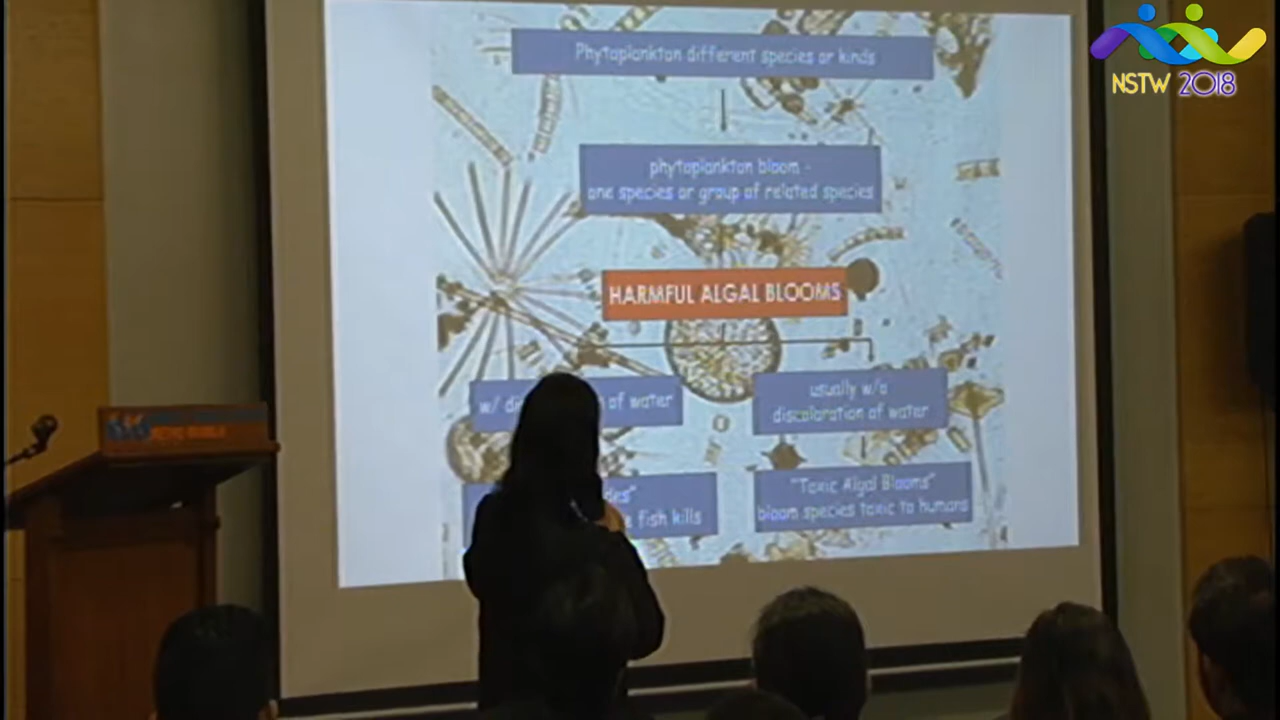 NSTW 2018
Phytoplankton different species or kinds
phytoplankton bloom -
one species or group of related species
HARMFUL ALGAL BLOOMS
w/ of water
usually w/o
discoloration of water
fish kills
"Toxic Algal Blooms"
bloom species toxic to humans